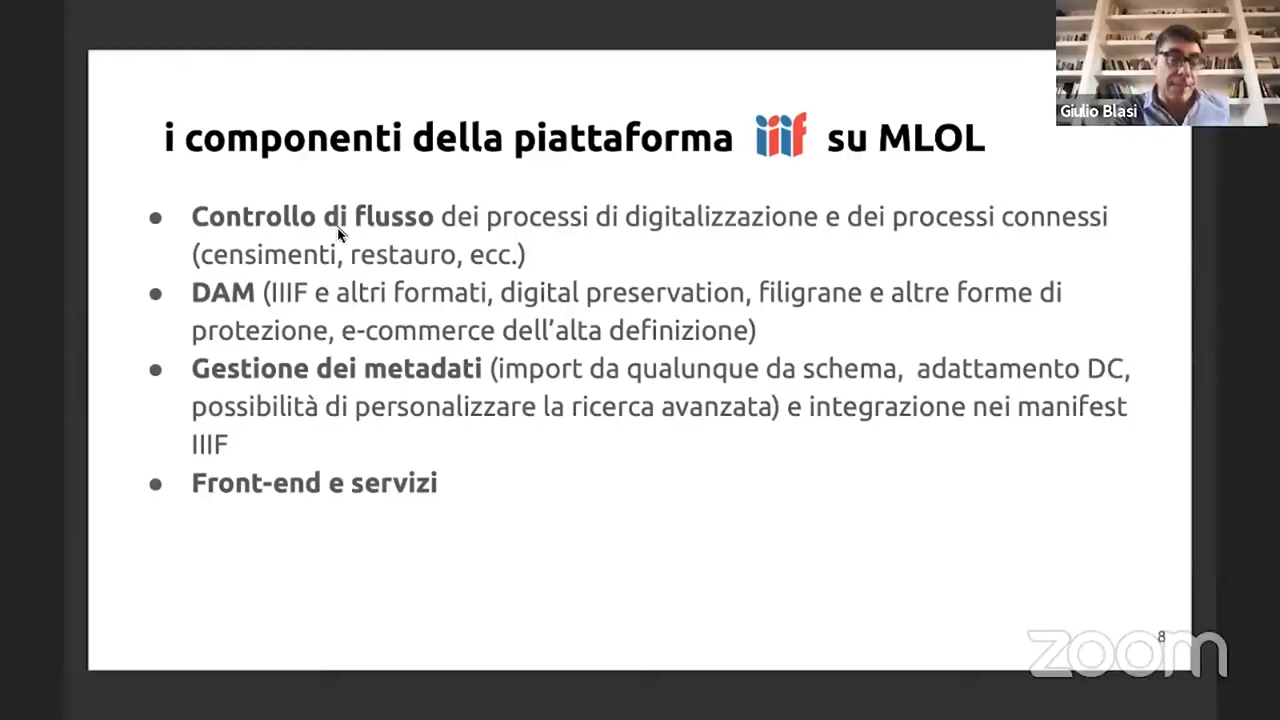 Giulio Blasi
i componenti della piattaforma iiif su MLOL
● Controllo di flusso dei processi di digitalizzazione e dei processi connessi
(censimenti, restauro, ecc.)
● DAM (IIIF e altri formati, digital preservation, filigrane e altre forme di
protezione, e-commerce dell’alta definizione)
● Gestione dei metadati (import da qualunque da schema, adattamento DC,
possibilità di personalizzare la ricerca avanzata) e integrazione nei manifest
IIIF
● Front-end e servizi
8
zoom